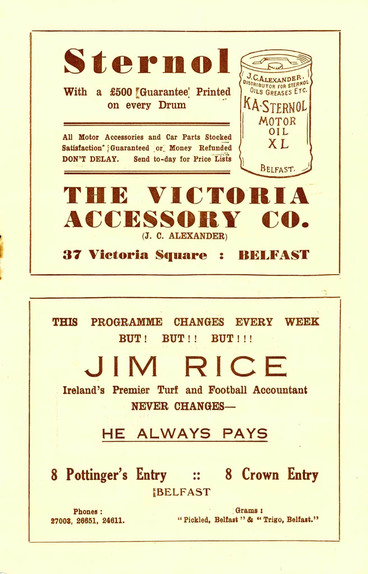 Sternol
With a £500 "Guarantee" Printed
on every Drum
All Motor Accessories and Car Parts Stocked
Satisfaction Guaranteed or Money Refunded
DON'T DELAY. Send to-day for Price Lists
J.C. ALEXANDER.
DISTRIBUTOR FOR STERNOL
OILS GREASES ETC.
KA-STERNOL
MOTOR
OIL
XL
BELFAST.
THE VICTORIA
ACCESSORY CO.
(J. C. ALEXANDER)
37 Victoria Square : BELFAST
THIS PROGRAMME CHANGES EVERY WEEK
BUT! BUT!! BUT!!!
JIM RICE
Ireland's Premier Turf and Football Accountant
NEVER CHANGES—
HE ALWAYS PAYS
8 Pottinger's Entry :: 8 Crown Entry
BELFAST
Phones : Grams :
27003, 26651, 24611. "Pickled, Belfast" & "Trigo, Belfast."